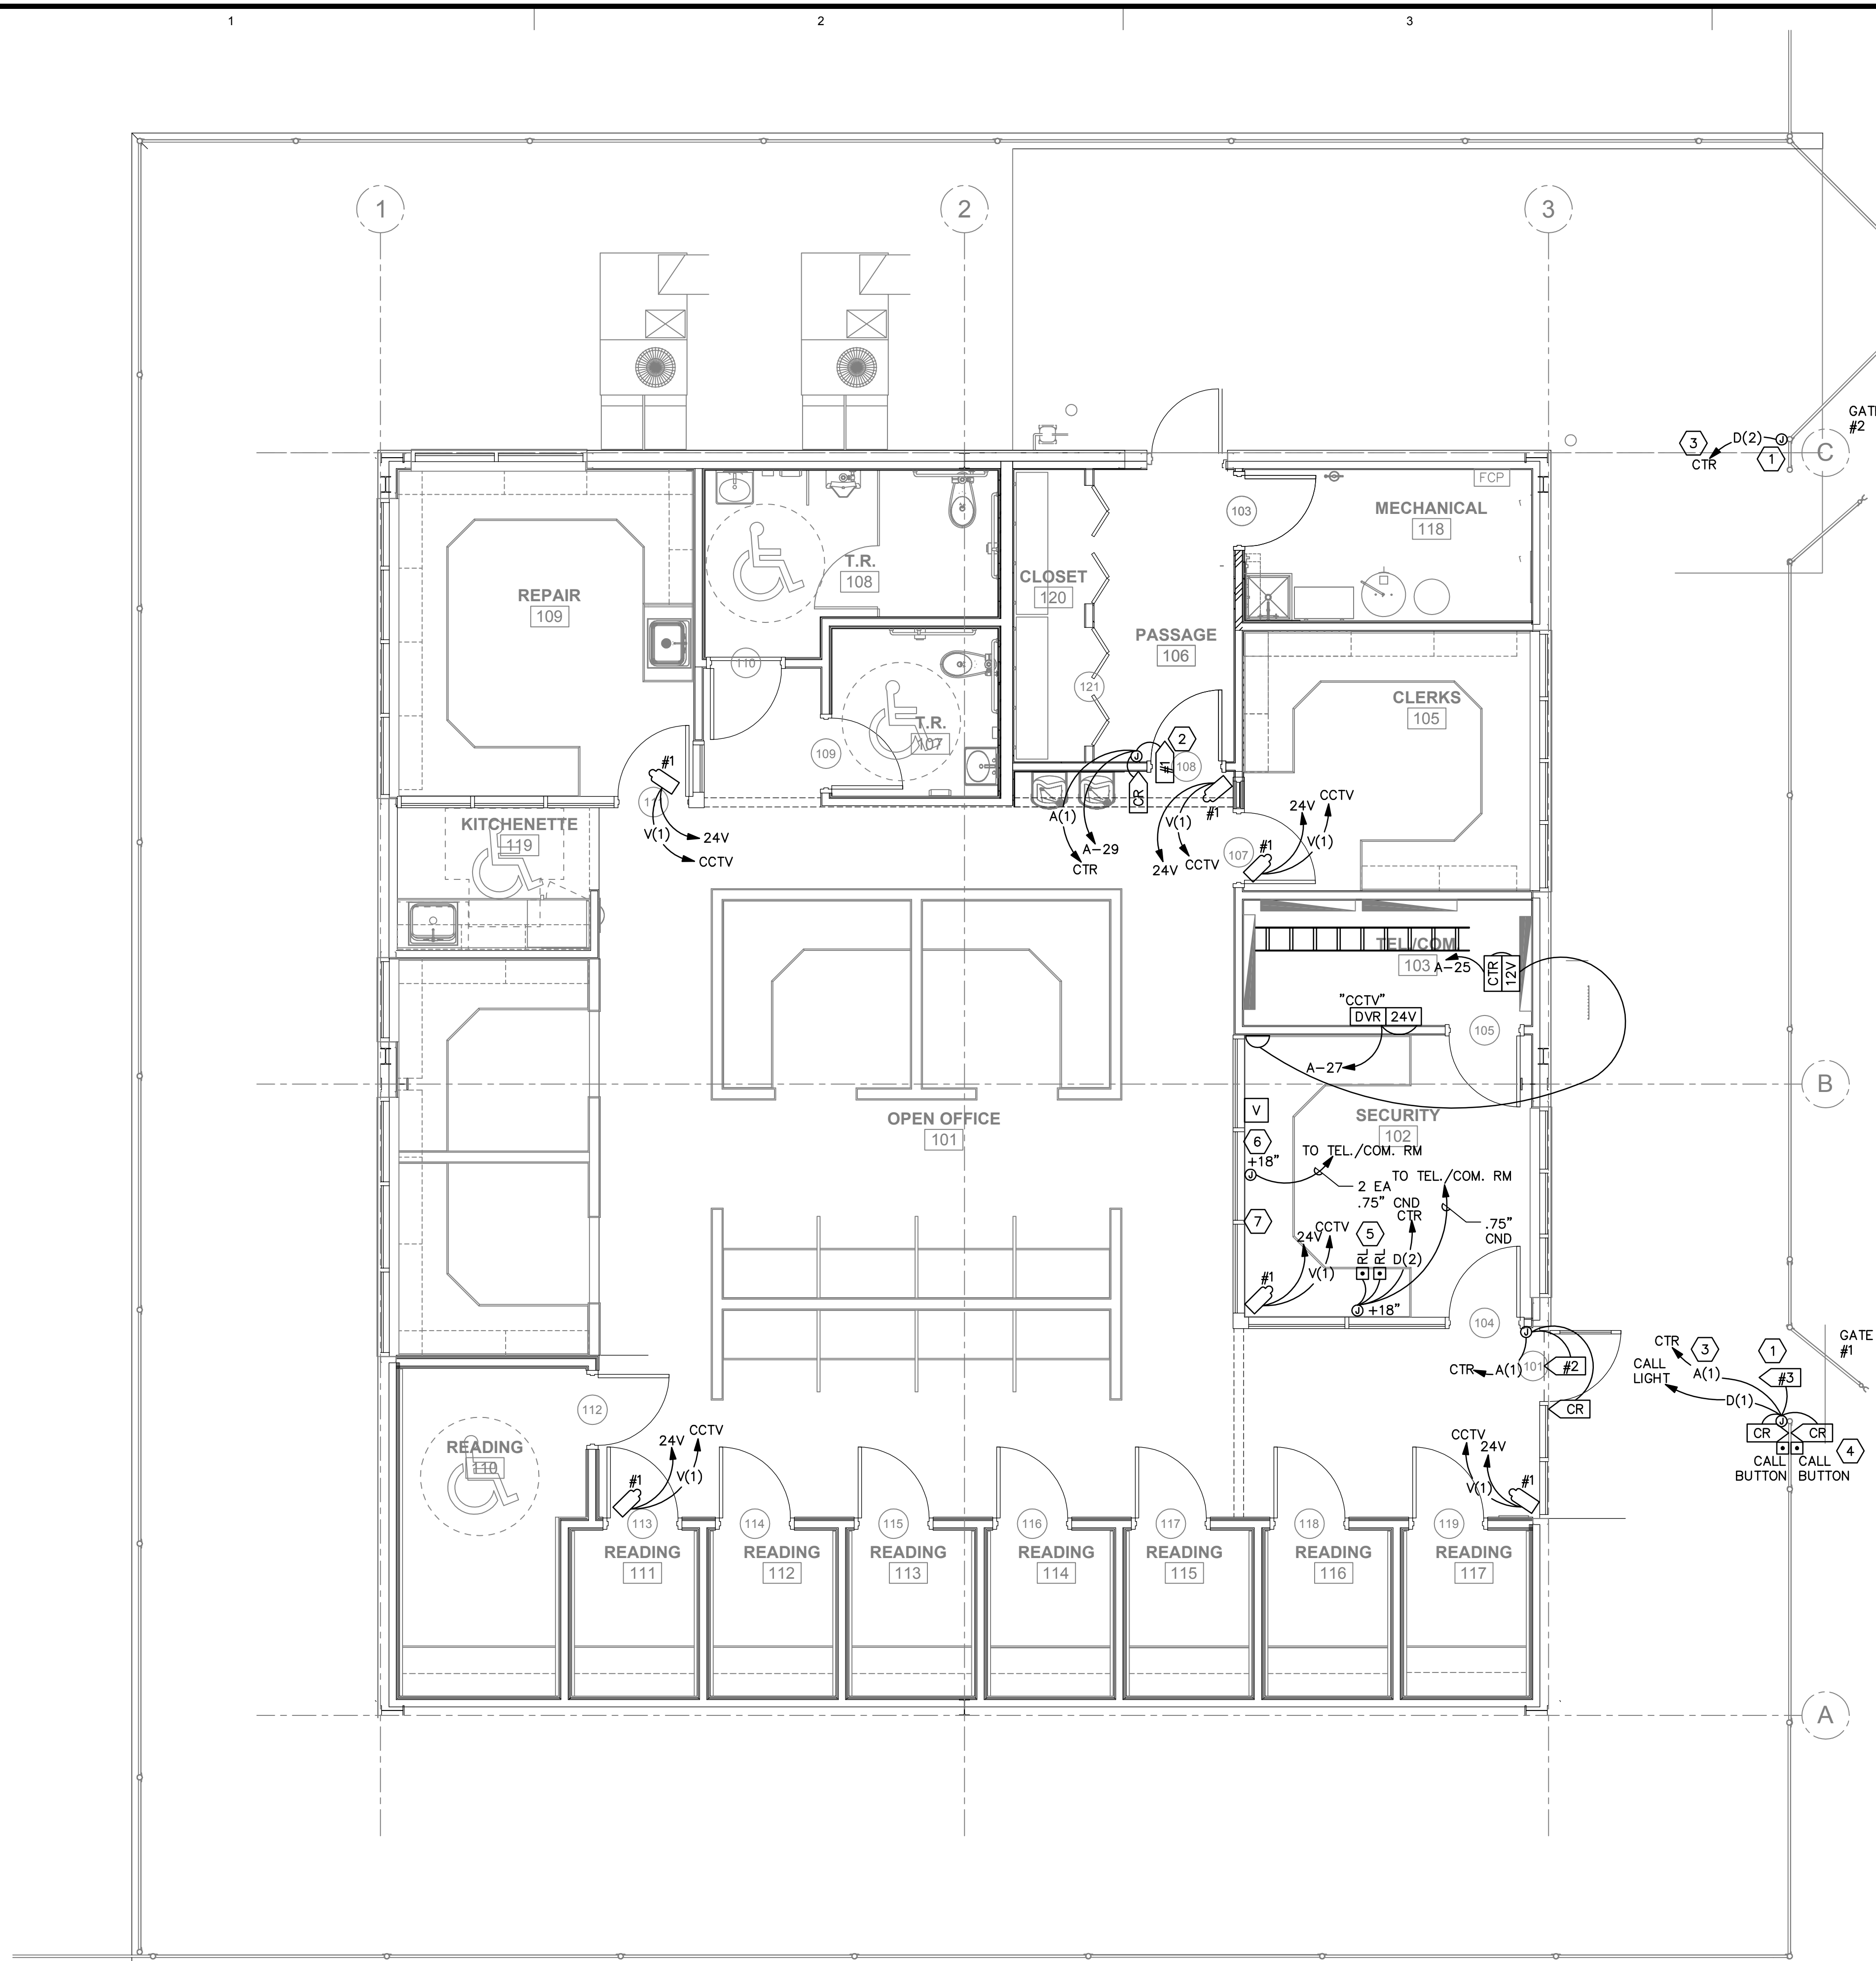 1
2
3
1
2
3
GATE
#2
3
D(2)
J
CTR
1
C
FCP
MECHANICAL
118
103
T.R.
108
CLOSET
120
REPAIR
109
PASSAGE
106
110
121
CLERKS
105
T.R.
107
109
2
J
#1
108
CR
#1
KITCHENETTE
119
V(1)
24V
CCTV
A(1)
A-29
CTR
V(1)
#1
24V
CCTV
24V
CCTV
107
#1
V(1)
TEL./COM.
103
A-25
CTR
12V
"CCTV"
DVR
24V
105
A-27
B
V
SECURITY
102
OPEN OFFICE
101
6
+18"
J
TO TEL./COM. RM
2 EA
.75" CND
TO TEL./COM. RM
CTR
.75"
CND
7
24V
CCTV
5
RL
RL
D(2)
#1
V(1)
J
+18"
104
J
CTR
A(1)
101
#2
CR
GATE
#1
CTR
3
1
CALL
LIGHT
A(1)
#3
D(1)
J
CR
CR
CALL
BUTTON
CALL
BUTTON
4
112
READING
110
24V
CCTV
#1
V(1)
CCTV
24V
V(1)
#1
113
114
115
116
117
118
119
READING
111
READING
112
READING
113
READING
114
READING
115
READING
116
READING
117
A